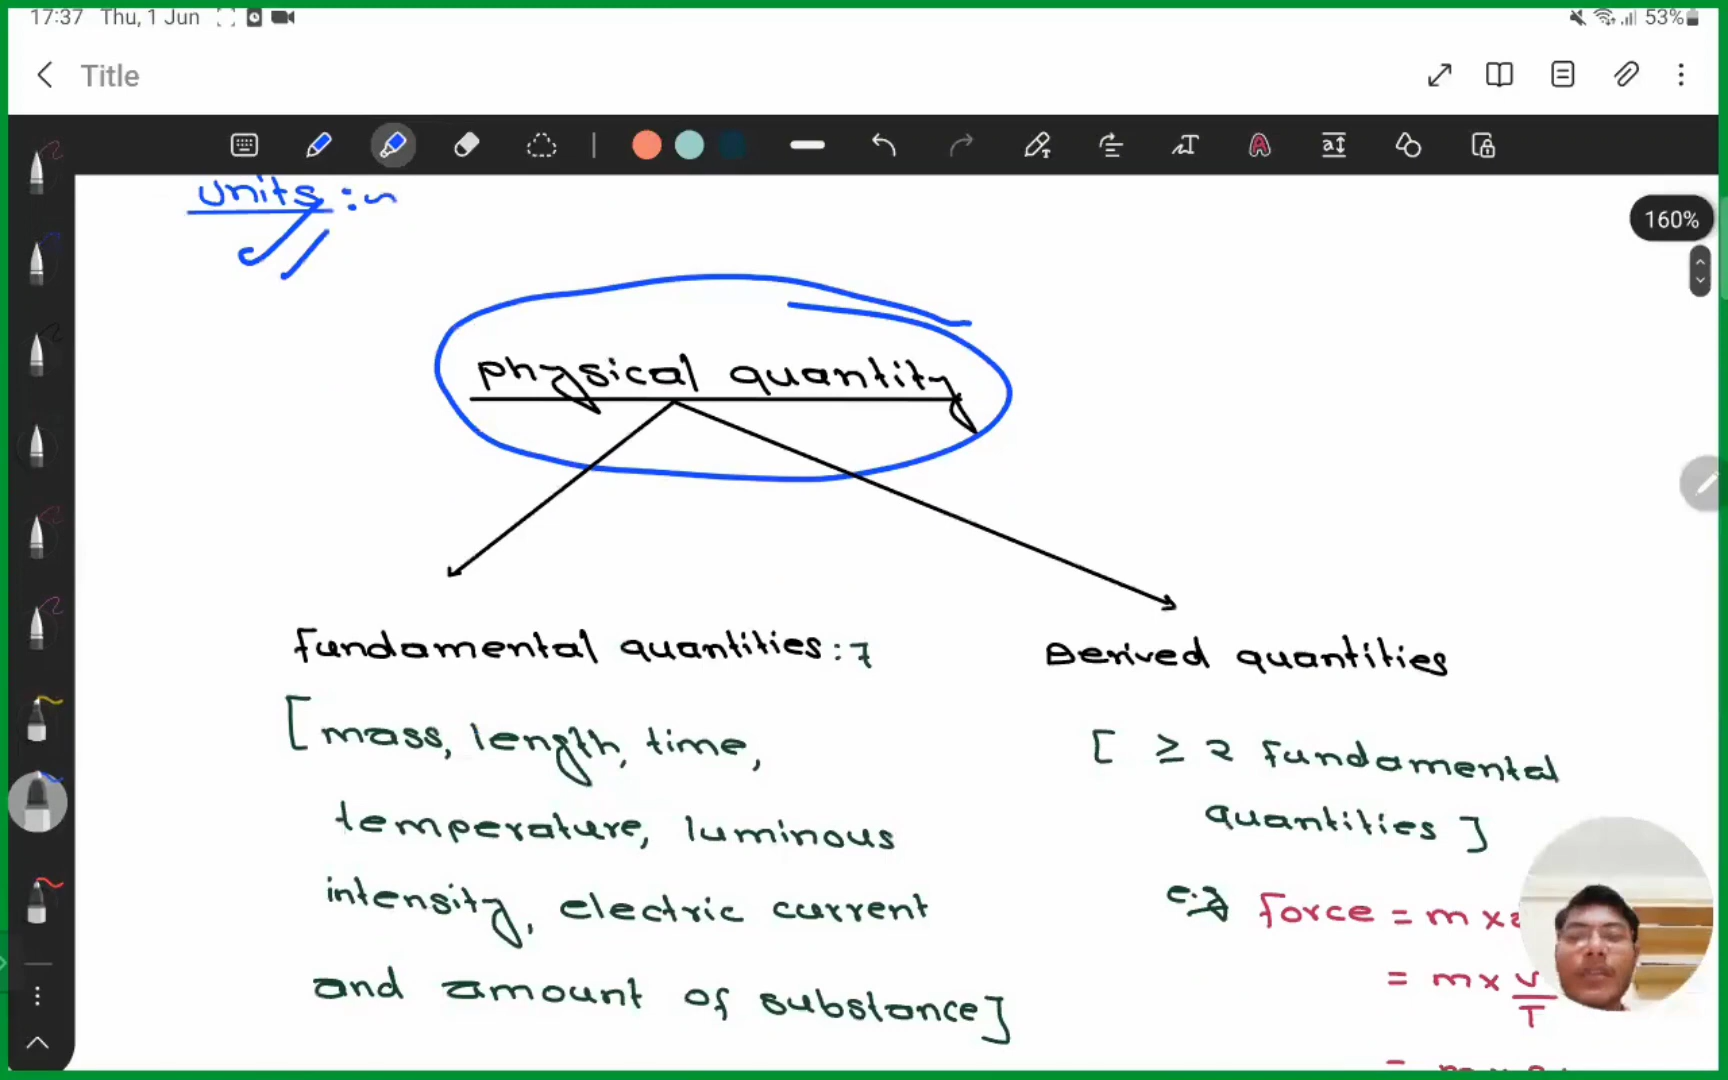 17:37 Thu, 1 Jun 53%
Title
160%
units :~
physical quantity
Fundamental quantities : 7
Derived quantities
[ mass, length, time,
temperature, luminous
intensity, electric current
and amount of substance ]
[ ≥ 2 fundamental
quantities ]
e.g Force = m x
= m x v/T